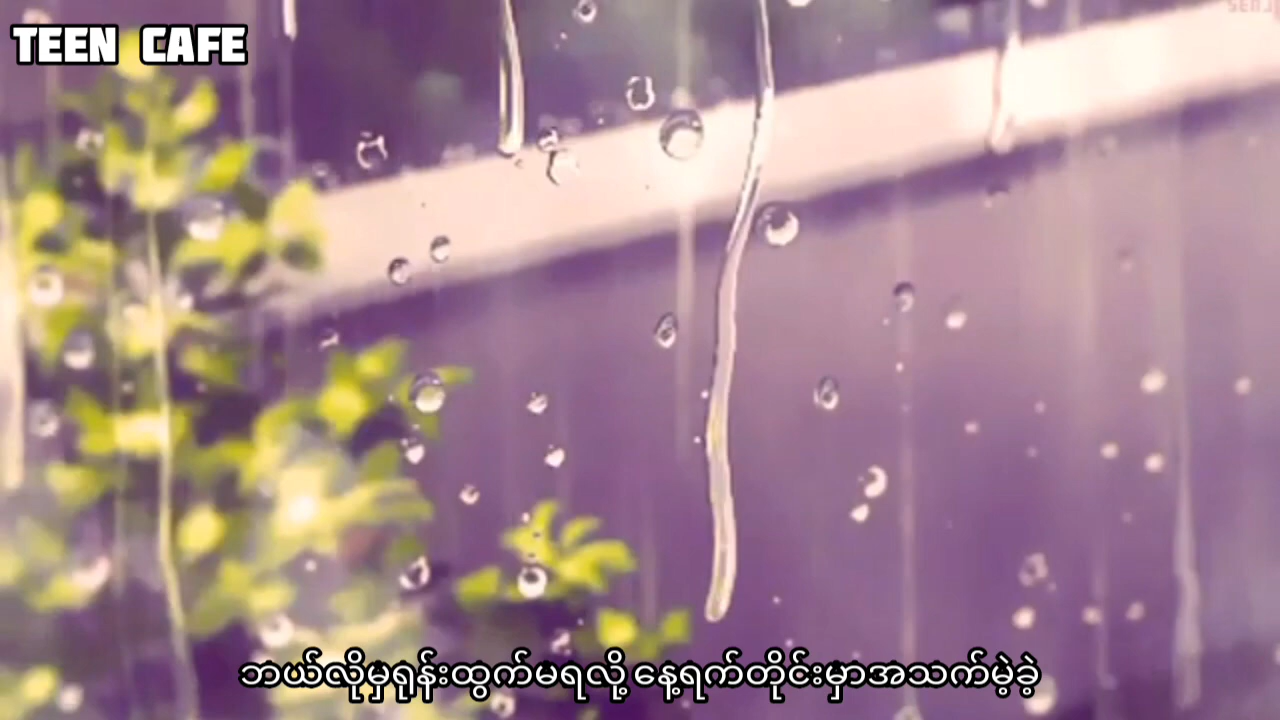 TEEN CAFE
ဘယ်လိုမှရုန်းထွက်မရလို့ နေ့ရက်တိုင်းမှာအသက်မဲ့ခဲ့